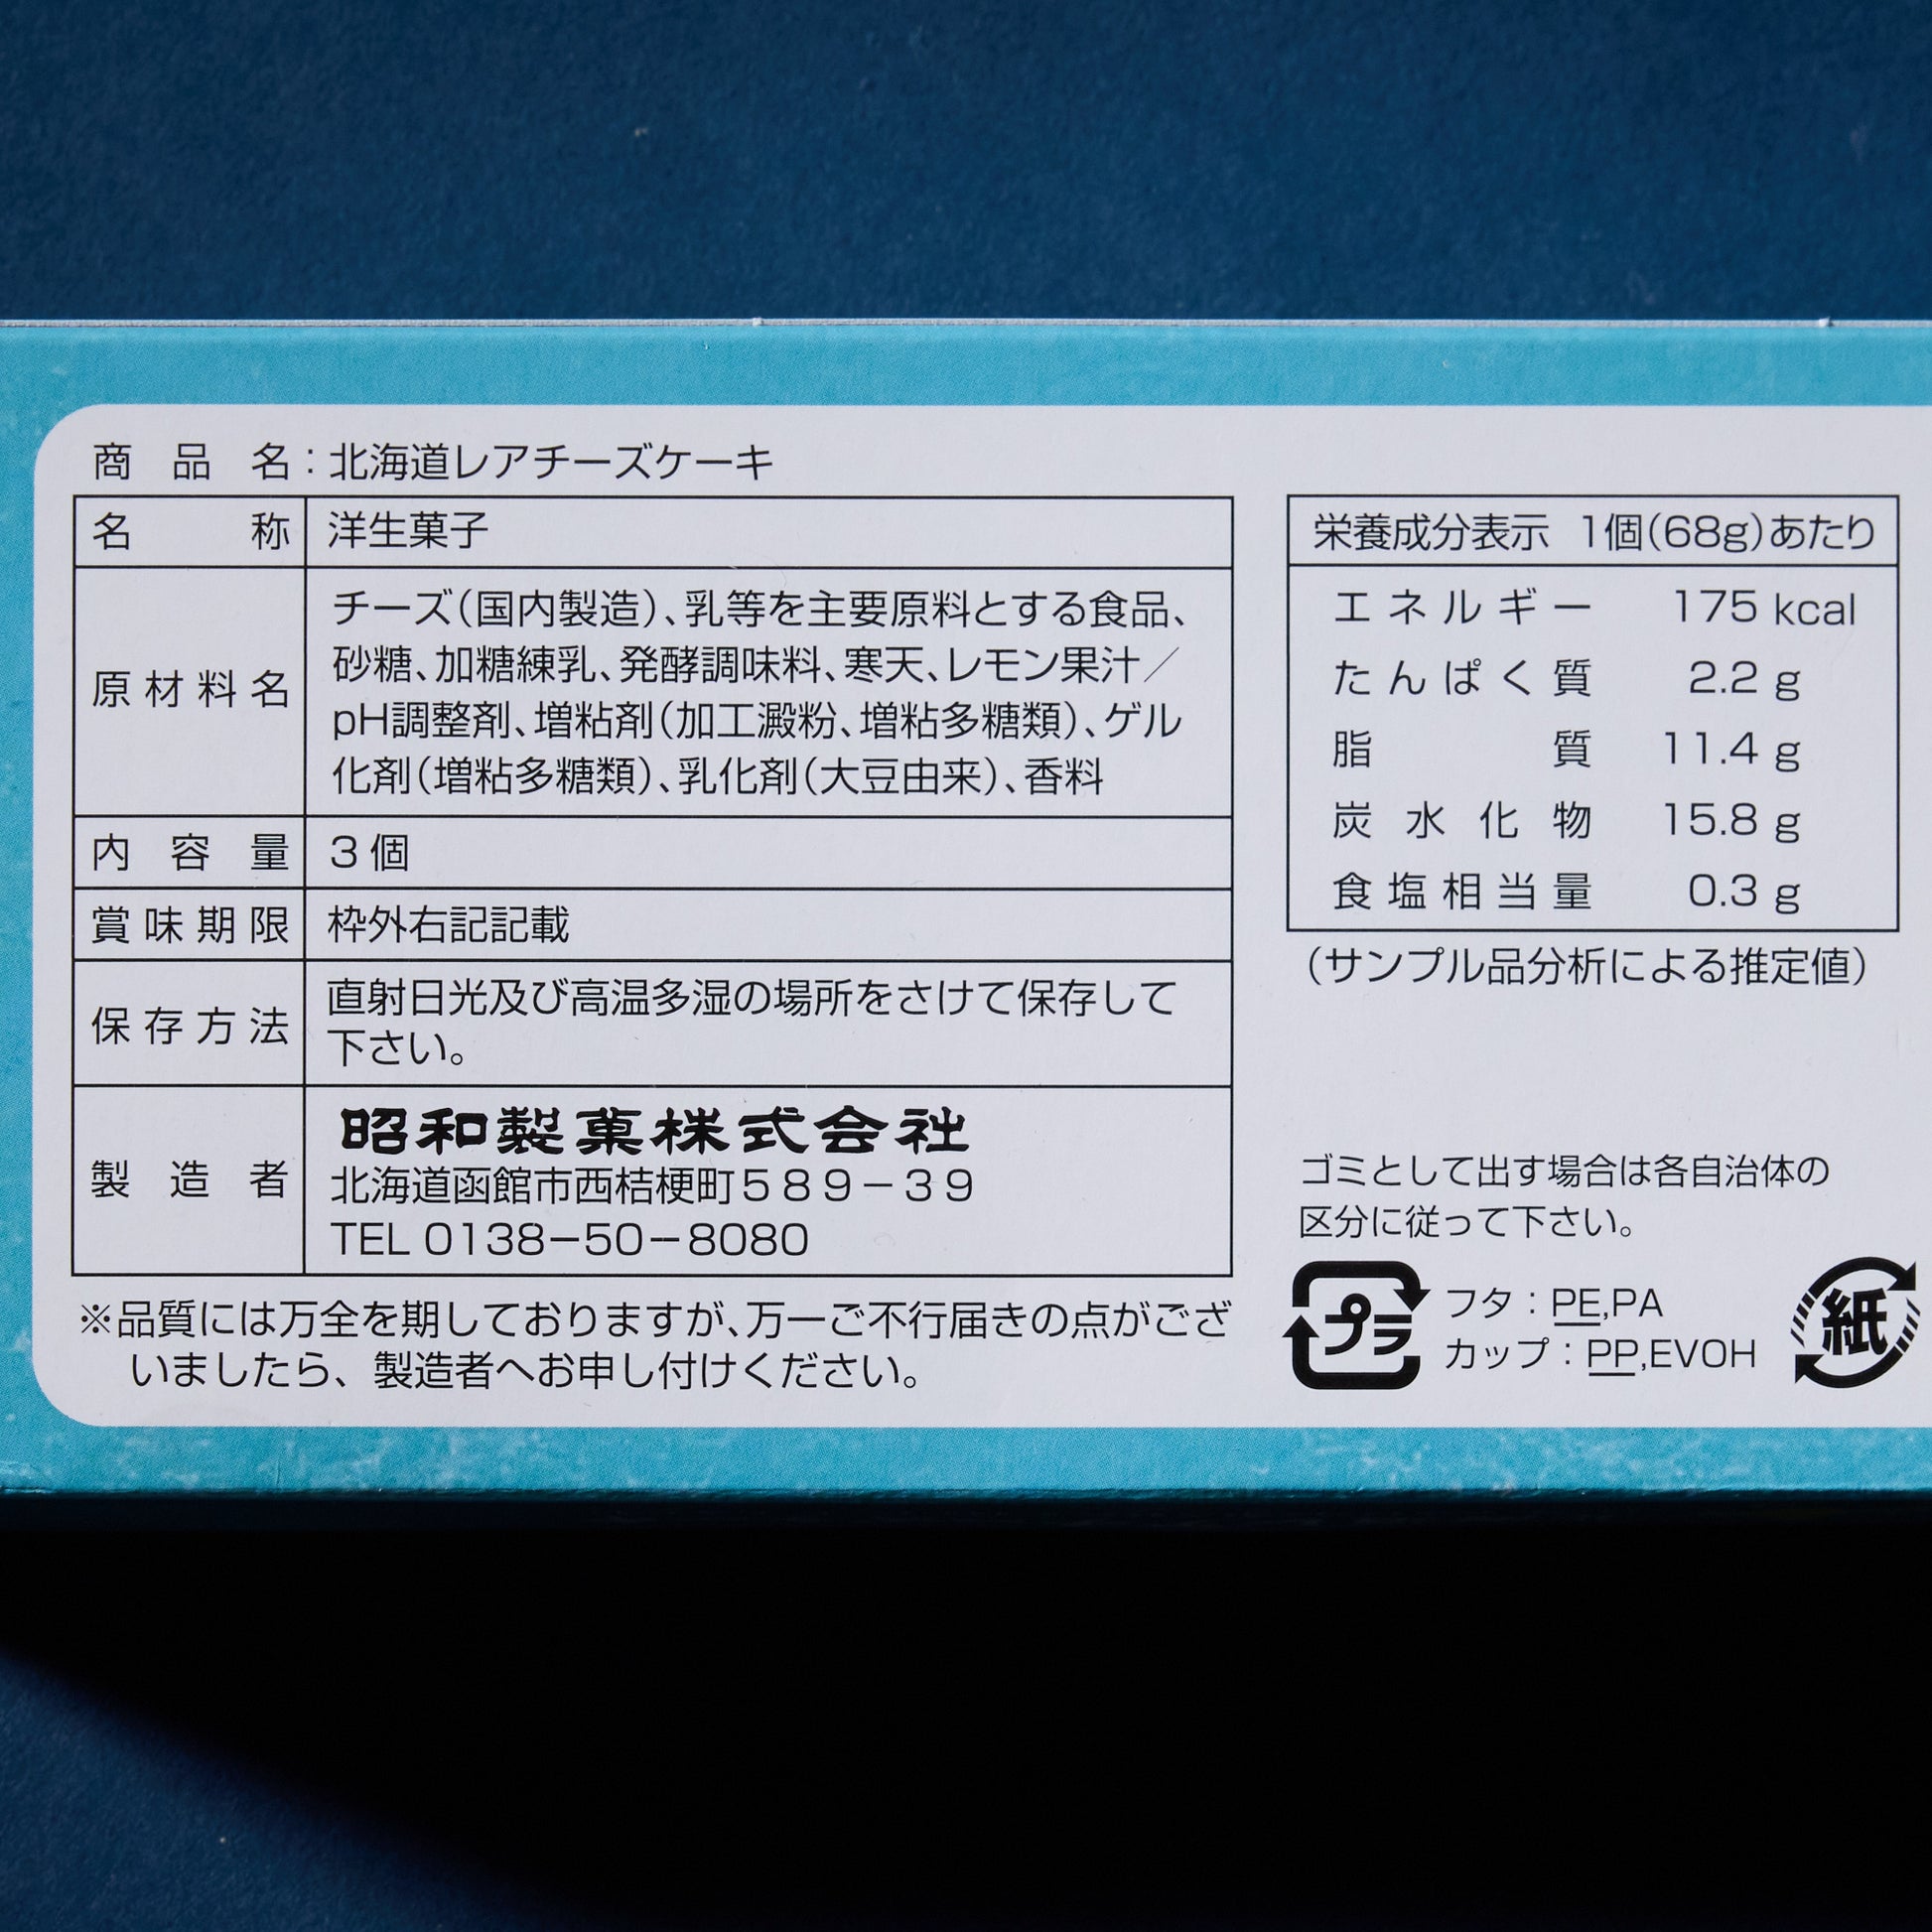 商品名：北海道レアチーズケーキ
名称 洋生菓子
原材料名 チーズ（国内製造）、乳等を主要原料とする食品、
砂糖、加糖練乳、発酵調味料、寒天、レモン果汁／
pH調整剤、増粘剤（加工澱粉、増粘多糖類）、ゲル
化剤（増粘多糖類）、乳化剤（大豆由来）、香料
内容量 3個
賞味期限 枠外右記記載
保存方法 直射日光及び高温多湿の場所をさけて保存して
下さい。
製造者 昭和製菓株式会社
北海道函館市西桔梗町589－39
TEL 0138－50－8080
※品質には万全を期しておりますが、万一ご不行届きの点がござ
いましたら、製造者へお申し付けください。
栄養成分表示 1個（68g）あたり
エネルギー 175 kcal
たんぱく質 2.2 g
脂質 11.4 g
炭水化物 15.8 g
食塩相当量 0.3 g
（サンプル品分析による推定値）
ゴミとして出す場合は各自治体の
区分に従って下さい。
プラ
フタ：PE,PA
カップ：PP,EVOH
紙